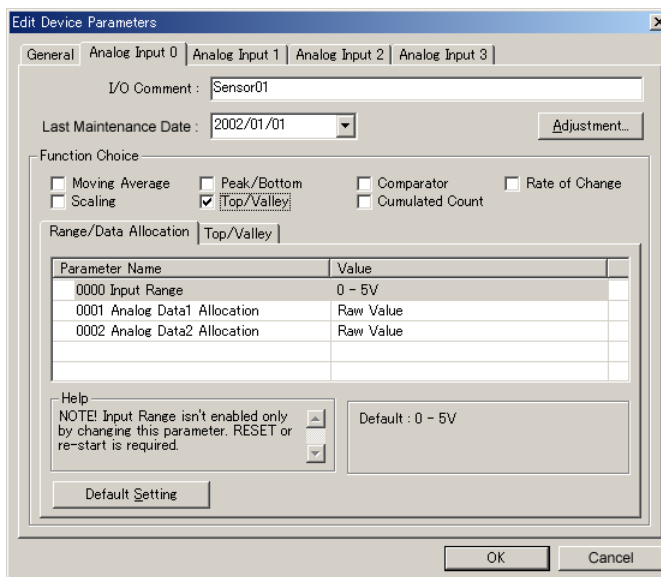 Edit Device Parameters
General Analog Input 0 Analog Input 1 Analog Input 2 Analog Input 3
I/O Comment : Sensor01
Last Maintenance Date : 2002/01/01 Adjustment...
Function Choice
Moving Average Peak/Bottom Comparator Rate of Change
Scaling Top/Valley Cumulated Count
Range/Data Allocation Top/Valley
Parameter Name Value
0000 Input Range 0 - 5V
0001 Analog Data1 Allocation Raw Value
0002 Analog Data2 Allocation Raw Value
Help
NOTE! Input Range isn't enabled only
by changing this parameter. RESET or
re-start is required.
Default : 0 - 5V
Default Setting
OK Cancel